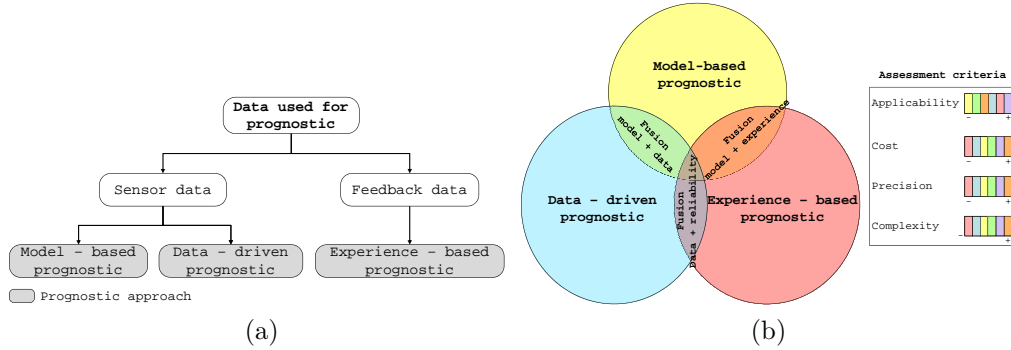 Data used for
prognostic
Sensor data
Feedback data
Model - based
prognostic
Data - driven
prognostic
Experience - based
prognostic
Prognostic approach
(a)
Model-based
prognostic
Fusion
model + data
Fusion
model + experience
Data - driven
prognostic
Fusion
Data + reliability
Experience - based
prognostic
Assessment criteria
Applicability
- +
Cost
- +
Precision
- +
Complexity
- +
(b)